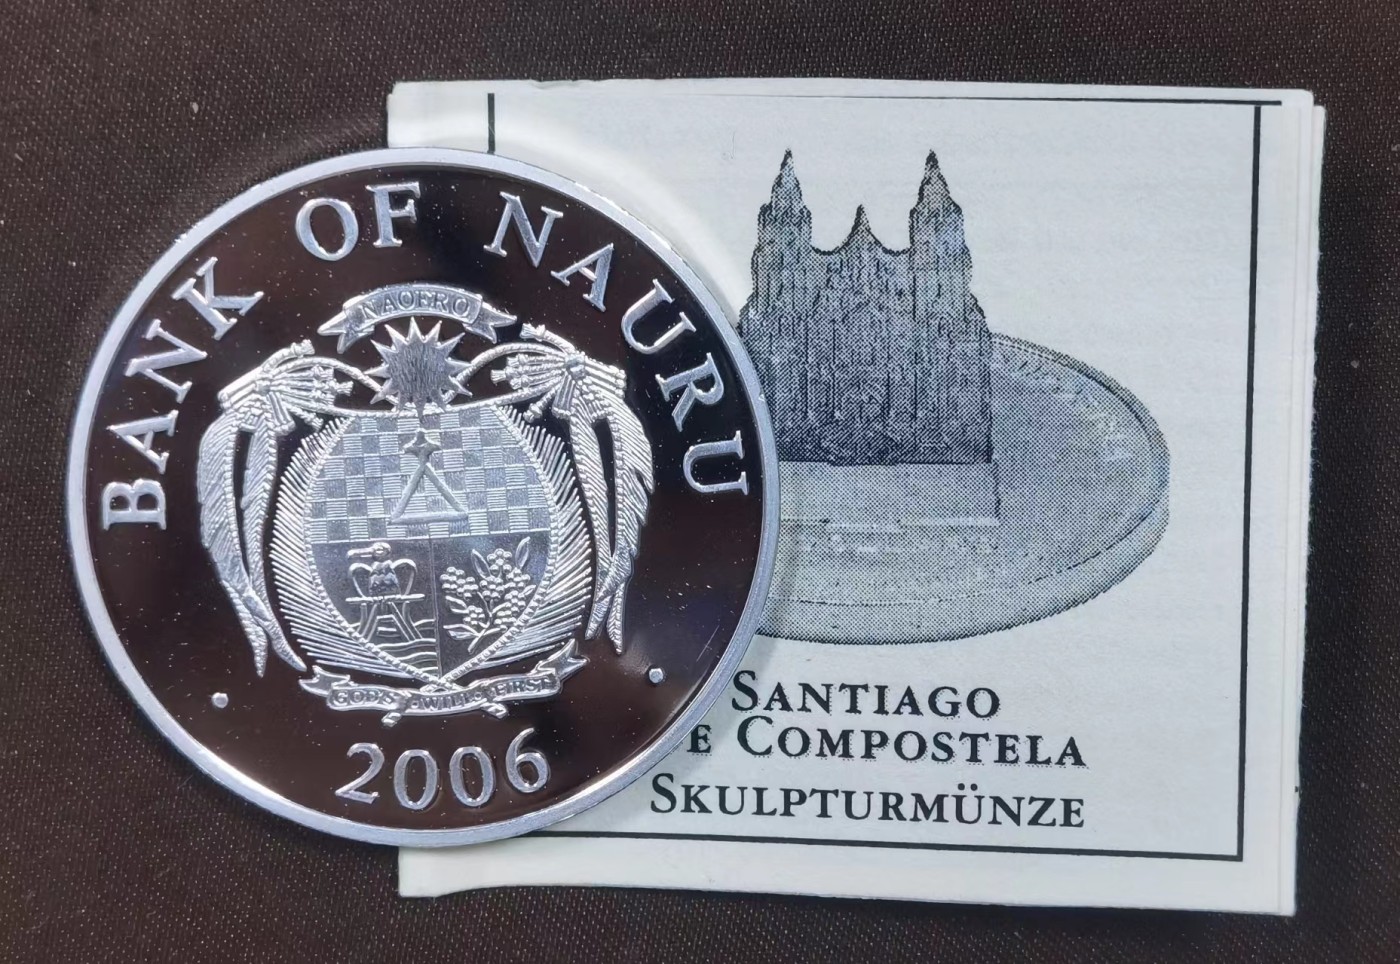 BANK OF NAURU
NAOERO
GOD'S WILL FIRST
2006
SANTIAGO
E COMPOSTELA
SKULPTURMÜNZE